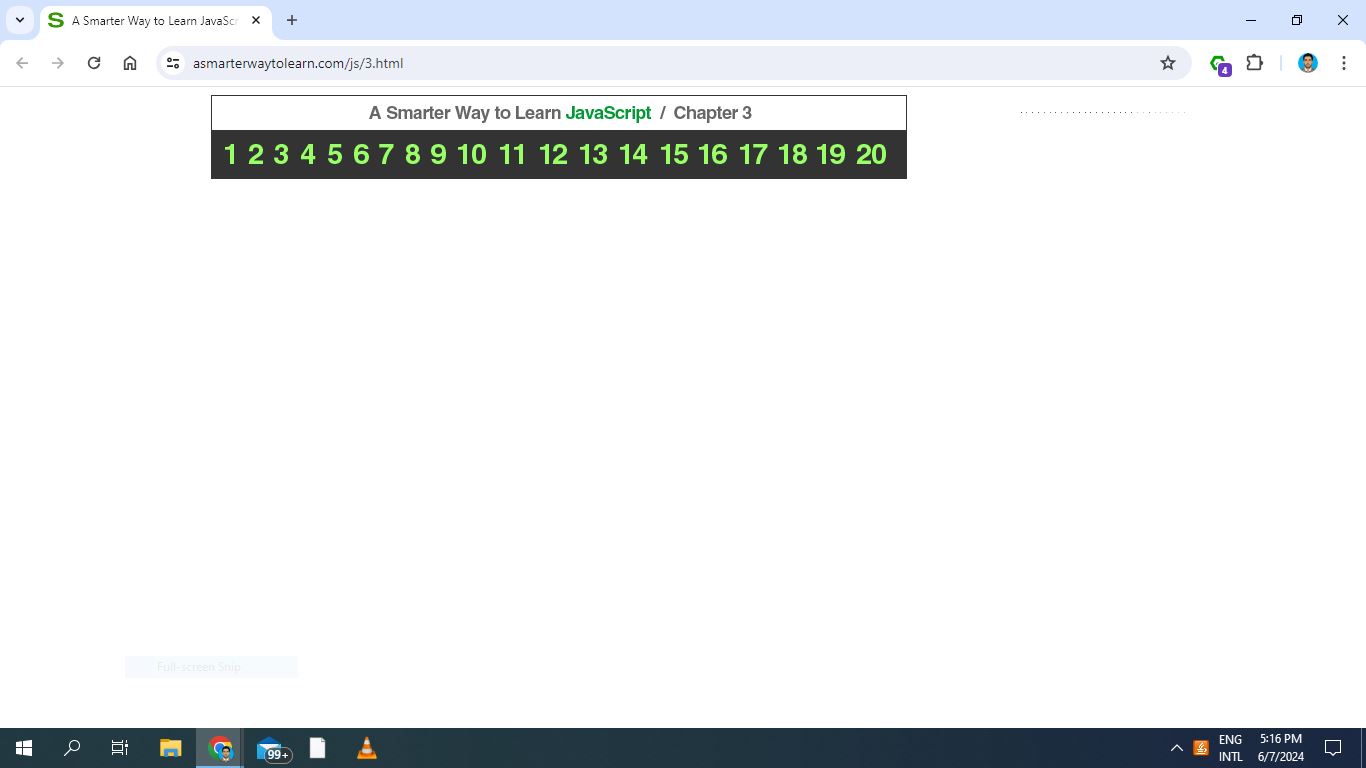 A Smarter Way to Learn JavaScr
asmarterwaytolearn.com/js/3.html
4
A Smarter Way to Learn JavaScript / Chapter 3
1 2 3 4 5 6 7 8 9 10 11 12 13 14 15 16 17 18 19 20
Full-screen Snip
99+
ENG
INTL
5:16 PM
6/7/2024